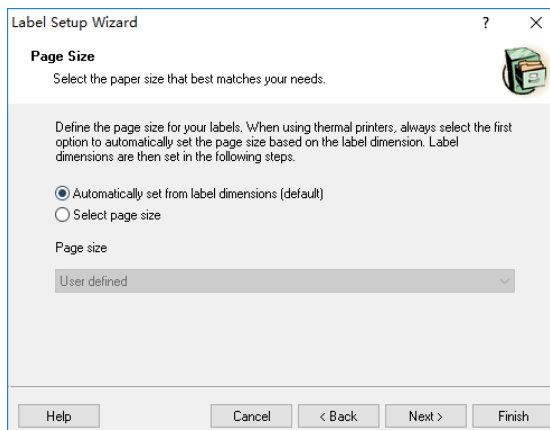 Label Setup Wizard
Page Size
Select the paper size that best matches your needs.
Define the page size for your labels. When using thermal printers, always select the first
option to automatically set the page size based on the label dimension. Label
dimensions are then set in the following steps.
Automatically set from label dimensions (default)
Select page size
Page size
User defined
Help Cancel < Back Next > Finish